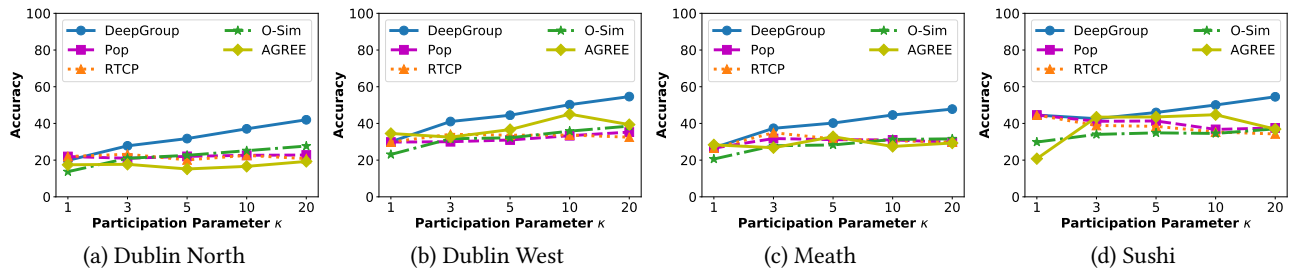 100
80
60
40
20
0
Accuracy
DeepGroup
Pop
RTCP
O-Sim
AGREE
1 3 5 10 20
Participation Parameter κ
(a) Dublin North
100
80
60
40
20
0
Accuracy
DeepGroup
Pop
RTCP
O-Sim
AGREE
1 3 5 10 20
Participation Parameter κ
(b) Dublin West
100
80
60
40
20
0
Accuracy
DeepGroup
Pop
RTCP
O-Sim
AGREE
1 3 5 10 20
Participation Parameter κ
(c) Meath
100
80
60
40
20
0
Accuracy
DeepGroup
Pop
RTCP
O-Sim
AGREE
1 3 5 10 20
Participation Parameter κ
(d) Sushi